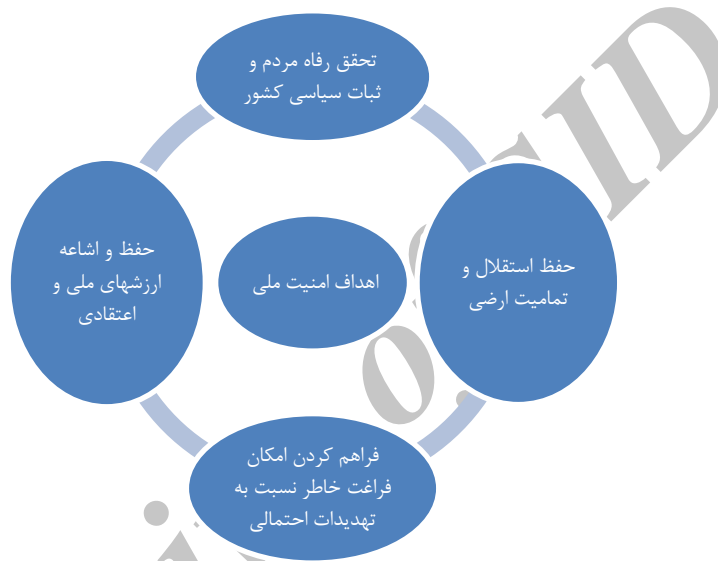 تحقق رفاه مردم و
ثبات سیاسی کشور
حفظ استقلال و
تمامیت ارضی
اهداف امنیت ملی
حفظ و اشاعه
ارزشهای ملی و
اعتقادی
فراهم کردن امکان
فراغت خاطر نسبت به
تهدیدات احتمالی